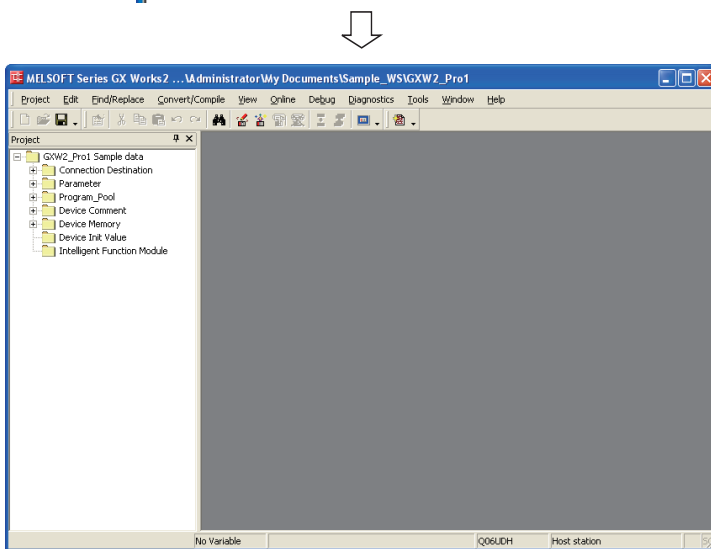 MELSOFT Series GX Works2 ...\Administrator\My Documents\Sample_WS\GXW2_Pro1
Project Edit Find/Replace Convert/Compile View Online Debug Diagnostics Tools Window Help
Project
GXW2_Pro1 Sample data
Connection Destination
Parameter
Program_Pool
Device Comment
Device Memory
Device Init Value
Intelligent Function Module
No Variable Q06UDH Host station